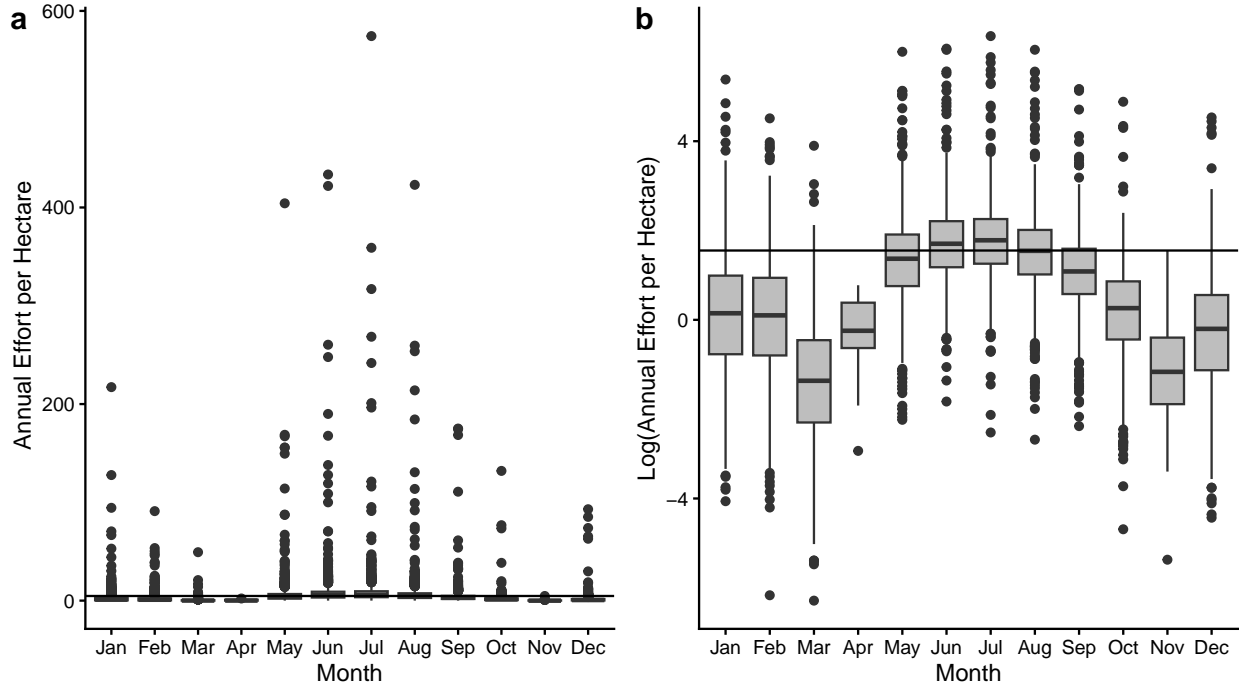 a
Annual Effort per Hectare
600
400
200
0
Jan Feb Mar Apr May Jun Jul Aug Sep Oct Nov Dec
Month
b
Log(Annual Effort per Hectare)
4
0
−4
Jan Feb Mar Apr May Jun Jul Aug Sep Oct Nov Dec
Month